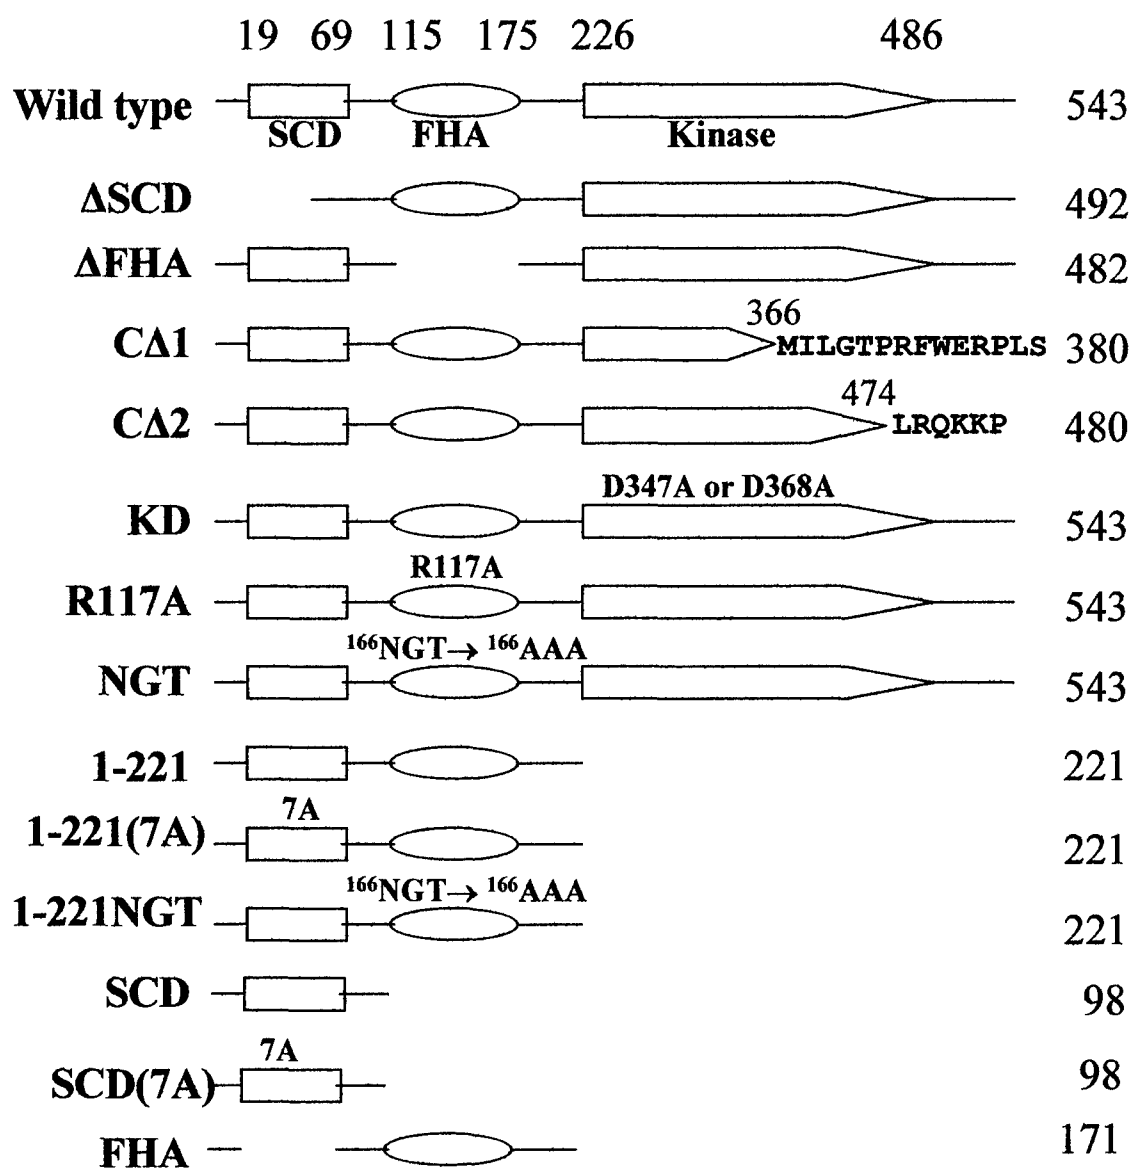 19 69 115 175 226 486
Wild type 543
SCD FHA Kinase
ΔSCD 492
ΔFHA 482
366
CΔ1 MILGTPRFWERPLS 380
474
CΔ2 LRQKKP 480
D347A or D368A
KD 543
R117A
R117A 543
¹⁶⁶NGT→ ¹⁶⁶AAA
NGT 543
1-221 221
7A
1-221(7A) 221
¹⁶⁶NGT→ ¹⁶⁶AAA
1-221NGT 221
SCD 98
7A
SCD(7A) 98
FHA 171